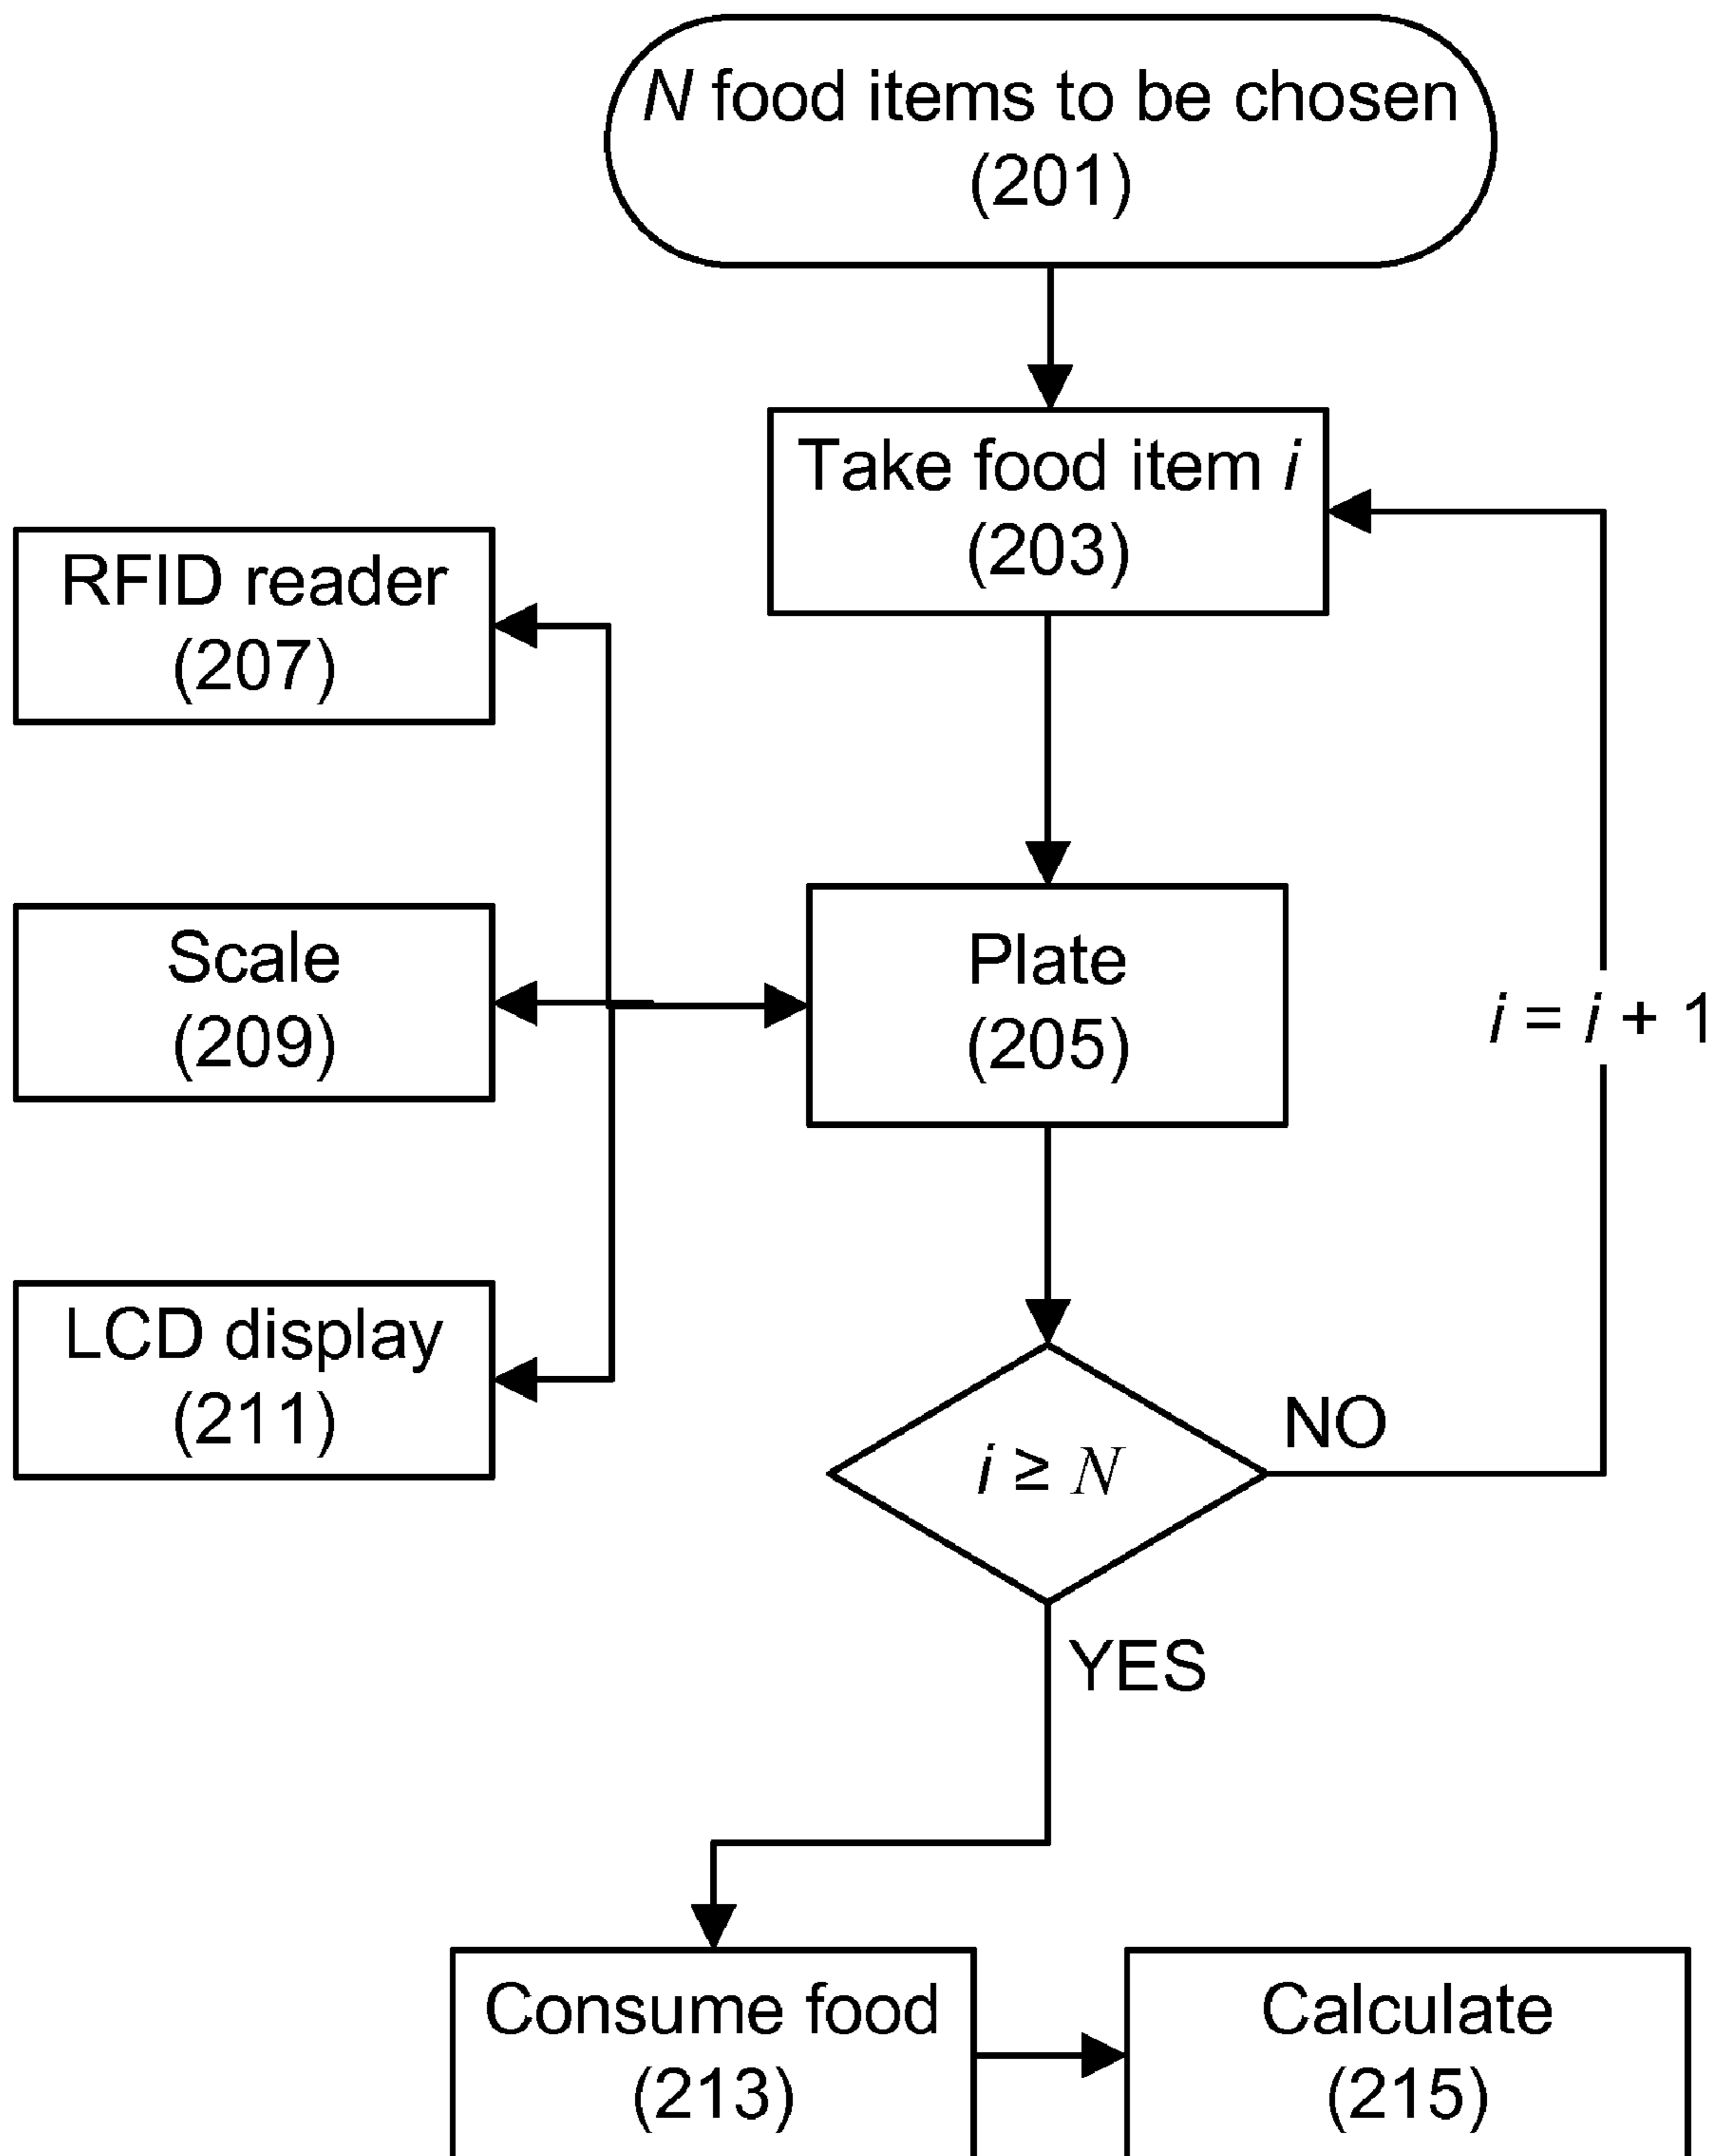 N food items to be chosen
(201)
Take food item i
(203)
RFID reader
(207)
Scale
(209)
Plate
(205)
i = i + 1
LCD display
(211)
i ≥ N
NO
YES
Consume food
(213)
Calculate
(215)